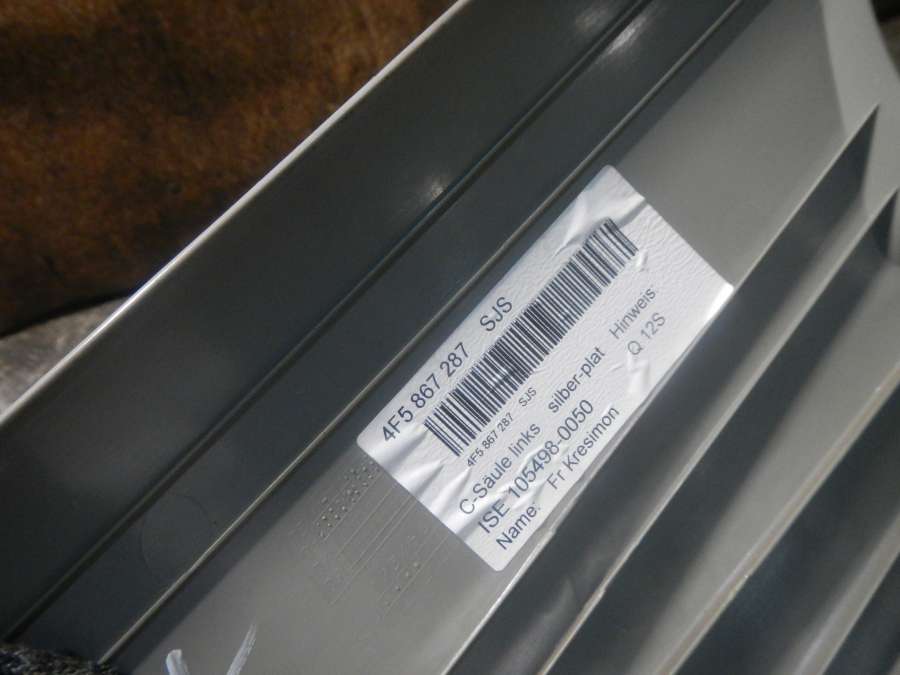 4F5 867 287 SJS
4F5 867 287 SJS
C-Säule links silber-plat Hinweis:
ISE 105498-0050 Q 12S
Name: Fr Kresimon